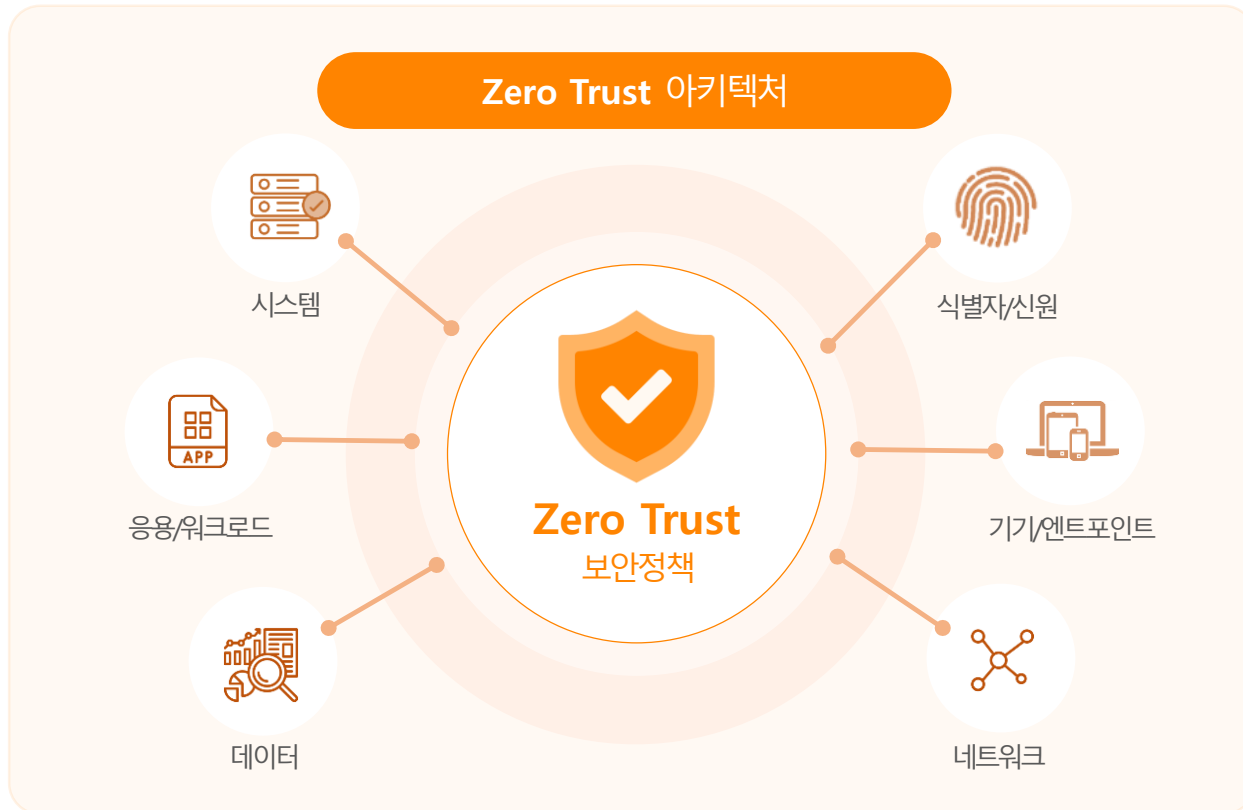 Zero Trust 아키텍처
시스템
식별자/신원
Zero Trust
보안정책
APP
응용/워크로드
기기/엔트포인트
데이터
네트워크